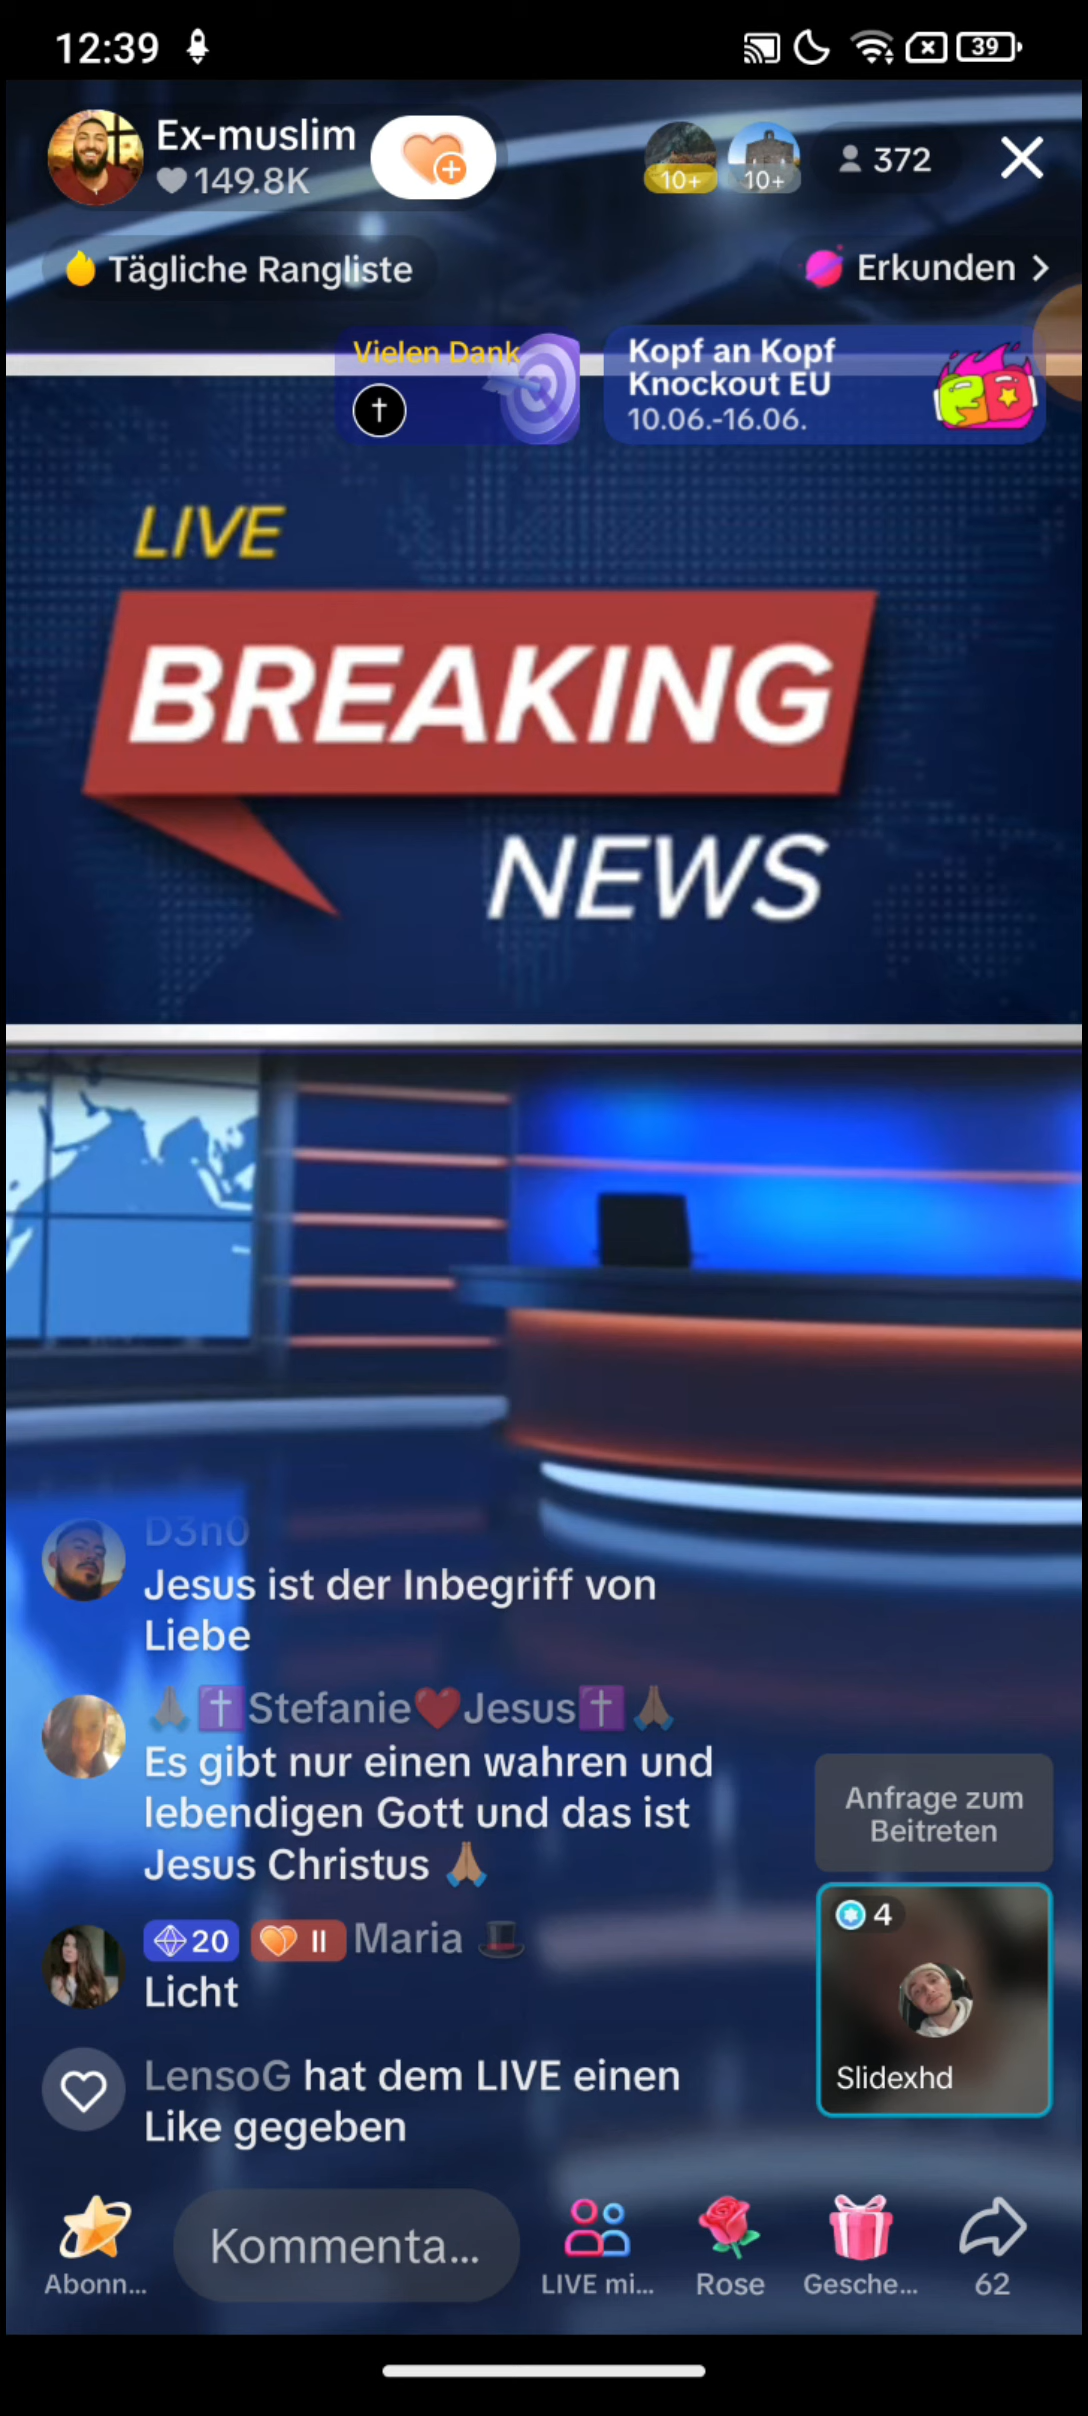 12:39
39
Ex-muslim
149.8K
10+
10+
372
Tägliche Rangliste
Erkunden
Vielen Dank
Kopf an Kopf
Knockout EU
10.06.-16.06.
LIVE
BREAKING
NEWS
D3n0
Jesus ist der Inbegriff von
Liebe
🙏🏽✝️Stefanie❤️Jesus✝️🙏🏽
Es gibt nur einen wahren und
lebendigen Gott und das ist
Jesus Christus 🙏🏽
20 II Maria 🎩
Licht
LensoG hat dem LIVE einen
Like gegeben
Anfrage zum
Beitreten
4
Slidexhd
Kommenta...
Abonn...
LIVE mi...
Rose
Gesche...
62